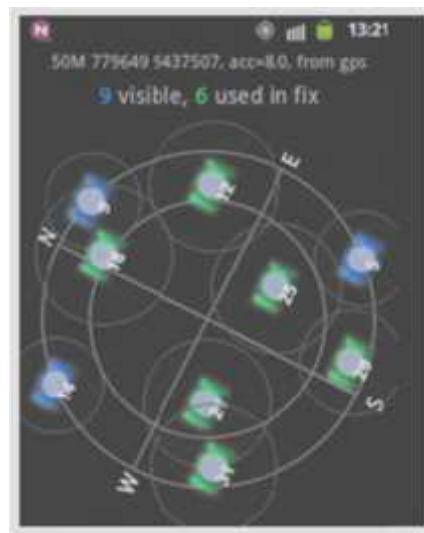 N
13:21
50M 779649 5437507, acc=8.0, from gps
9 visible, 6 used in fix
E
N
S
W